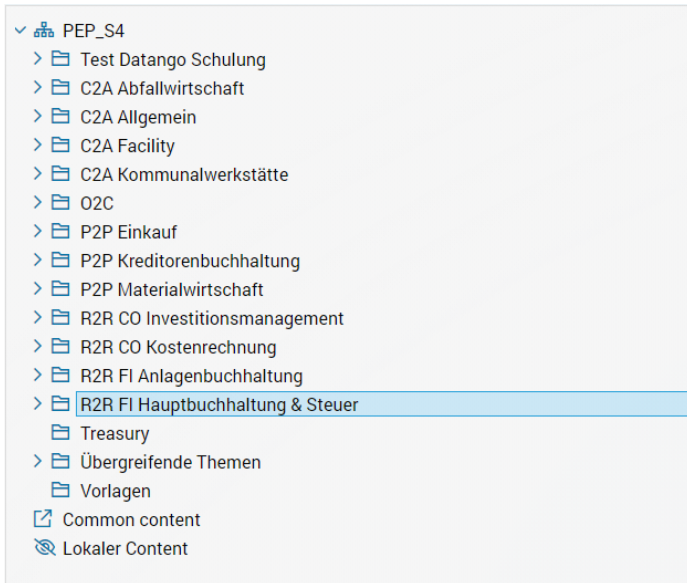 PEP_S4
Test Datango Schulung
C2A Abfallwirtschaft
C2A Allgemein
C2A Facility
C2A Kommunalwerkstätte
O2C
P2P Einkauf
P2P Kreditorenbuchhaltung
P2P Materialwirtschaft
R2R CO Investitionsmanagement
R2R CO Kostenrechnung
R2R FI Anlagenbuchhaltung
R2R FI Hauptbuchhaltung & Steuer
Treasury
Übergreifende Themen
Vorlagen
Common content
Lokaler Content